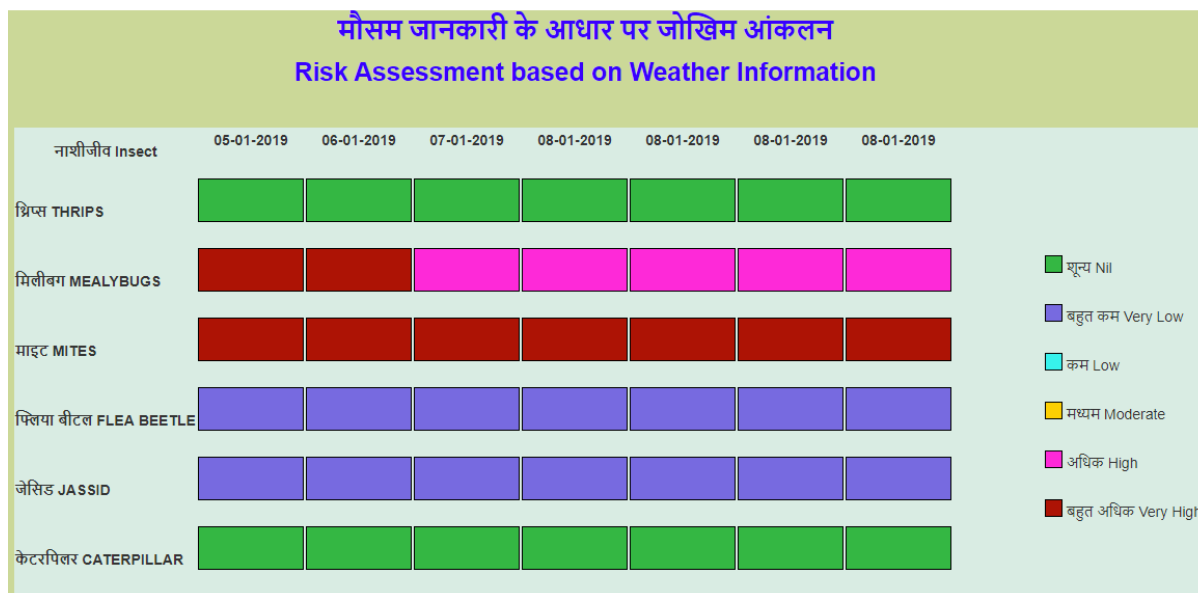 मौसम जानकारी के आधार पर जोखिम आंकलन
Risk Assessment based on Weather Information
नाशीजीव Insect 05-01-2019 06-01-2019 07-01-2019 08-01-2019 08-01-2019 08-01-2019 08-01-2019
थ्रिप्स THRIPS
मिलीबग MEALYBUGS
माइट MITES
फ्लिया बीटल FLEA BEETLE
जेसिड JASSID
केटरपिलर CATERPILLAR
शून्य Nil
बहुत कम Very Low
कम Low
मध्यम Moderate
अधिक High
बहुत अधिक Very High